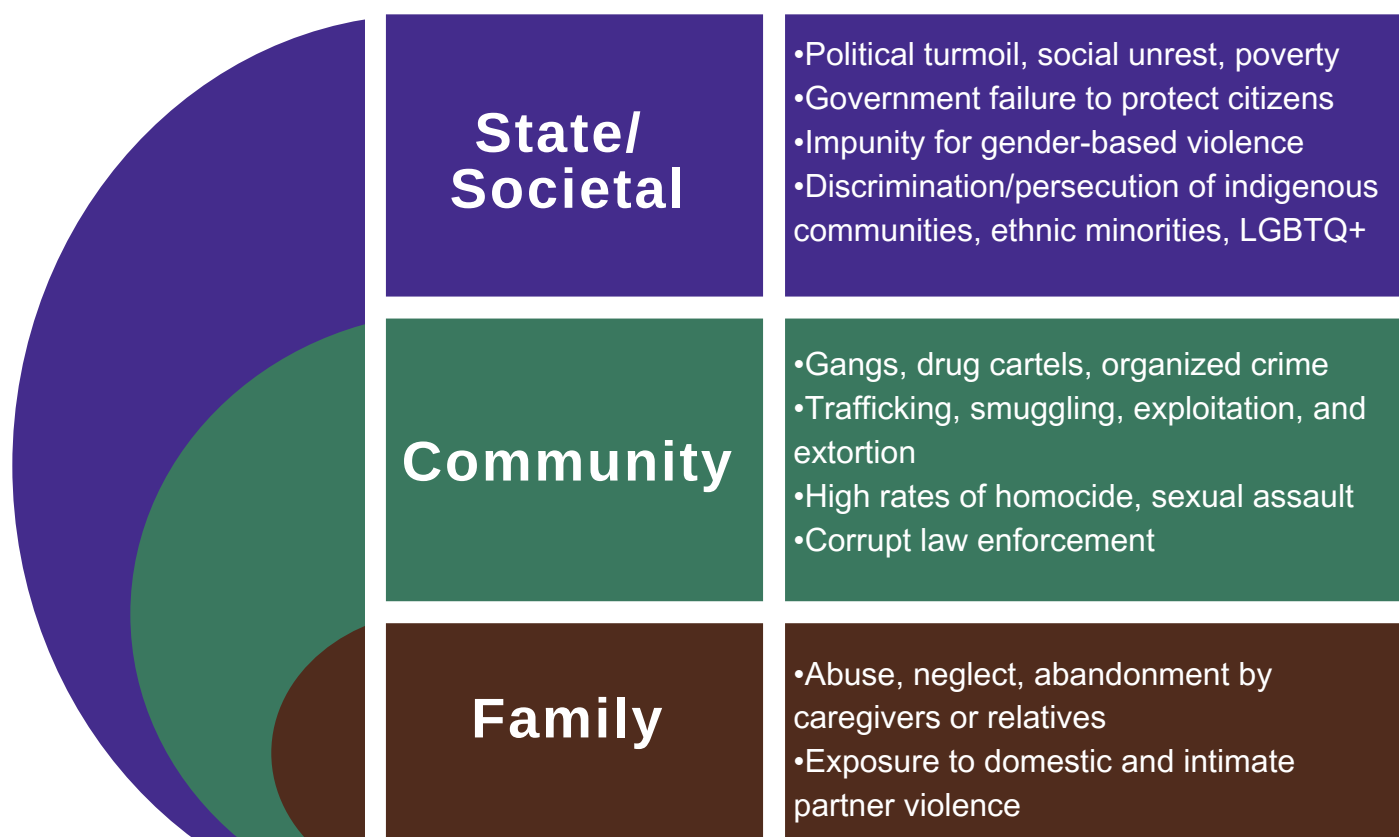 State/
Societal
•Political turmoil, social unrest, poverty
•Government failure to protect citizens
•Impunity for gender-based violence
•Discrimination/persecution of indigenous
communities, ethnic minorities, LGBTQ+
Community
•Gangs, drug cartels, organized crime
•Trafficking, smuggling, exploitation, and
extortion
•High rates of homocide, sexual assault
•Corrupt law enforcement
Family
•Abuse, neglect, abandonment by
caregivers or relatives
•Exposure to domestic and intimate
partner violence